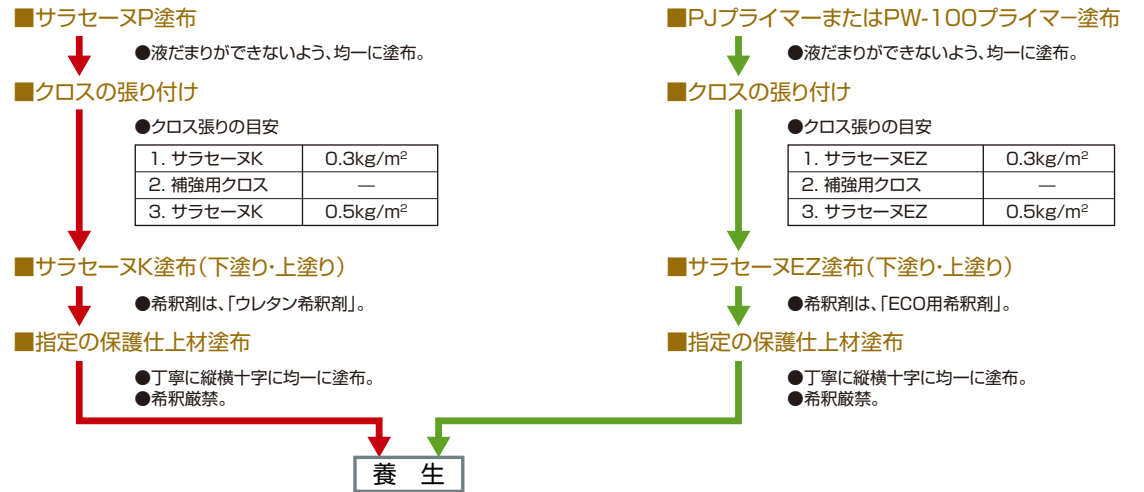 ■サラセーヌP塗布
●液だまりができないよう、均一に塗布。
■クロスの張り付け
●クロス張りの目安
1. サラセーヌK 0.3kg/m²
2. 補強用クロス —
3. サラセーヌK 0.5kg/m²
■サラセーヌK塗布（下塗り・上塗り）
●希釈剤は、「ウレタン希釈剤」。
■指定の保護仕上材塗布
●丁寧に縦横十字に均一に塗布。
●希釈厳禁。
■PJプライマーまたはPW-100プライマー塗布
●液だまりができないよう、均一に塗布。
■クロスの張り付け
●クロス張りの目安
1. サラセーヌEZ 0.3kg/m²
2. 補強用クロス —
3. サラセーヌEZ 0.5kg/m²
■サラセーヌEZ塗布（下塗り・上塗り）
●希釈剤は、「ECO用希釈剤」。
■指定の保護仕上材塗布
●丁寧に縦横十字に均一に塗布。
●希釈厳禁。
養 生